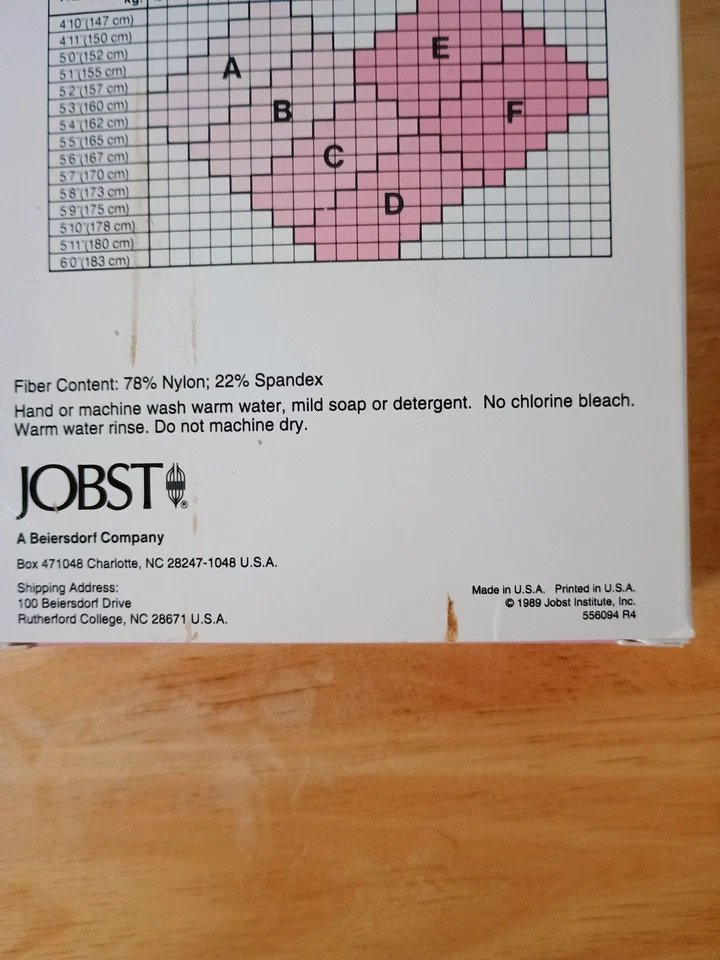 kg.
4'10"(147 cm)
4'11"(150 cm)
5'0"(152 cm)
5'1"(155 cm)
5'2"(157 cm)
5'3"(160 cm)
5'4"(162 cm)
5'5"(165 cm)
5'6"(167 cm)
5'7"(170 cm)
5'8"(173 cm)
5'9"(175 cm)
5'10"(178 cm)
5'11"(180 cm)
6'0"(183 cm)
E
A
B
F
C
D
Fiber Content: 78% Nylon; 22% Spandex
Hand or machine wash warm water, mild soap or detergent. No chlorine bleach.
Warm water rinse. Do not machine dry.
JOBST®
A Beiersdorf Company
Box 471048 Charlotte, NC 28247-1048 U.S.A.
Shipping Address:
100 Beiersdorf Drive
Rutherford College, NC 28671 U.S.A.
Made in U.S.A. Printed in U.S.A.
© 1989 Jobst Institute, Inc.
556094 R4